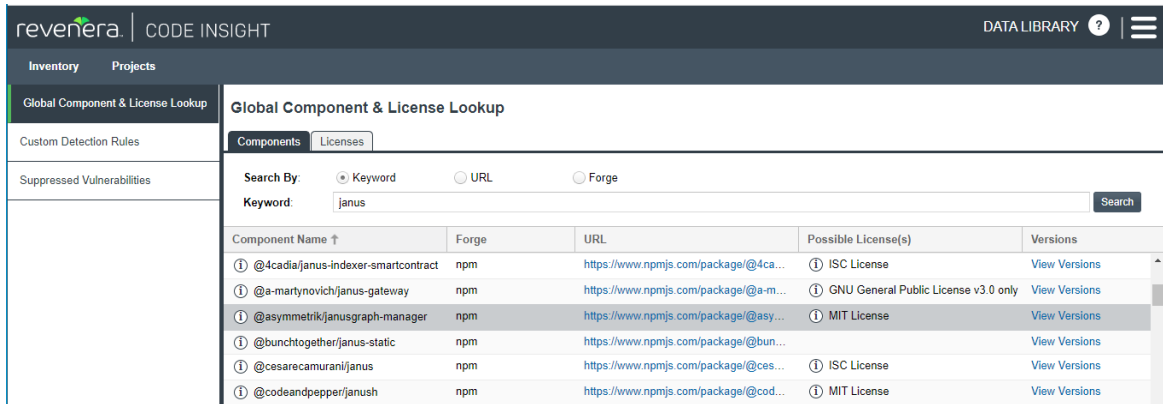 revenera. CODE INSIGHT DATA LIBRARY ?
Inventory Projects
Global Component & License Lookup
Custom Detection Rules
Suppressed Vulnerabilities
Global Component & License Lookup
Components Licenses
Search By: Keyword URL Forge
Keyword: janus Search
Component Name ↑ Forge URL Possible License(s) Versions
@4cadia/janus-indexer-smartcontract npm https://www.npmjs.com/package/@4ca... ISC License View Versions
@a-martynovich/janus-gateway npm https://www.npmjs.com/package/@a-m... GNU General Public License v3.0 only View Versions
@asymmetrik/janusgraph-manager npm https://www.npmjs.com/package/@asy... MIT License View Versions
@bunchtogether/janus-static npm https://www.npmjs.com/package/@bun... View Versions
@cesarecamurani/janus npm https://www.npmjs.com/package/@ces... ISC License View Versions
@codeandpepper/janush npm https://www.npmjs.com/package/@cod... MIT License View Versions